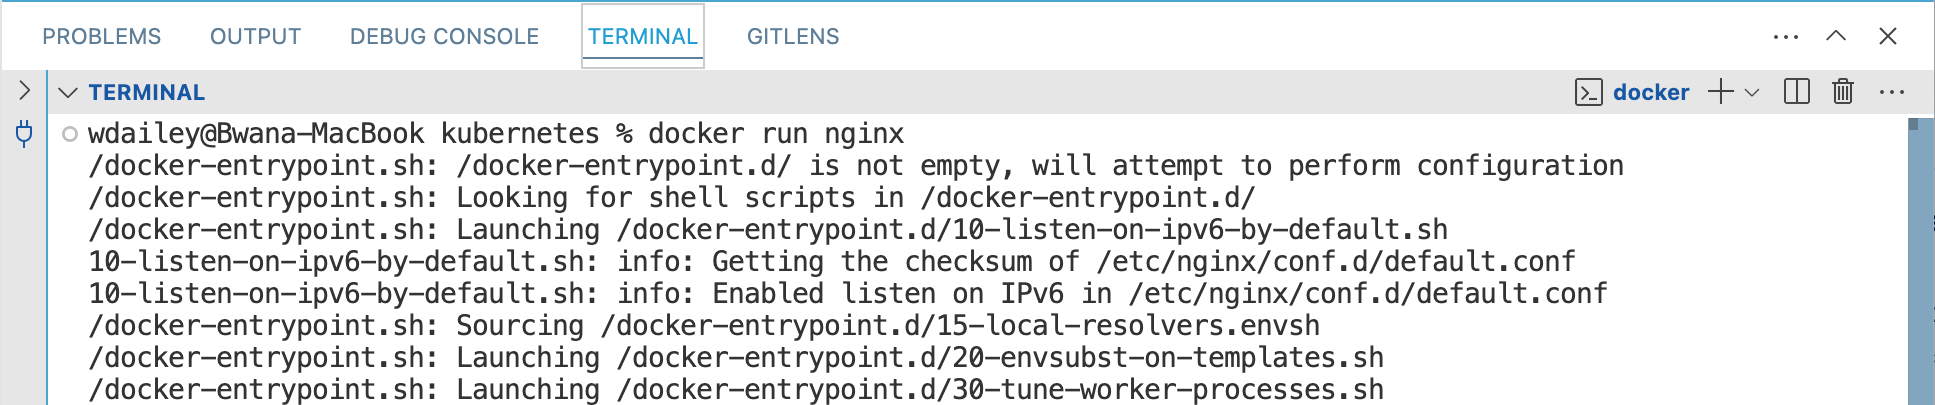 PROBLEMS OUTPUT DEBUG CONSOLE TERMINAL GITLENS
TERMINAL docker
wdailey@Bwana-MacBook kubernetes % docker run nginx
/docker-entrypoint.sh: /docker-entrypoint.d/ is not empty, will attempt to perform configuration
/docker-entrypoint.sh: Looking for shell scripts in /docker-entrypoint.d/
/docker-entrypoint.sh: Launching /docker-entrypoint.d/10-listen-on-ipv6-by-default.sh
10-listen-on-ipv6-by-default.sh: info: Getting the checksum of /etc/nginx/conf.d/default.conf
10-listen-on-ipv6-by-default.sh: info: Enabled listen on IPv6 in /etc/nginx/conf.d/default.conf
/docker-entrypoint.sh: Sourcing /docker-entrypoint.d/15-local-resolvers.envsh
/docker-entrypoint.sh: Launching /docker-entrypoint.d/20-envsubst-on-templates.sh
/docker-entrypoint.sh: Launching /docker-entrypoint.d/30-tune-worker-processes.sh